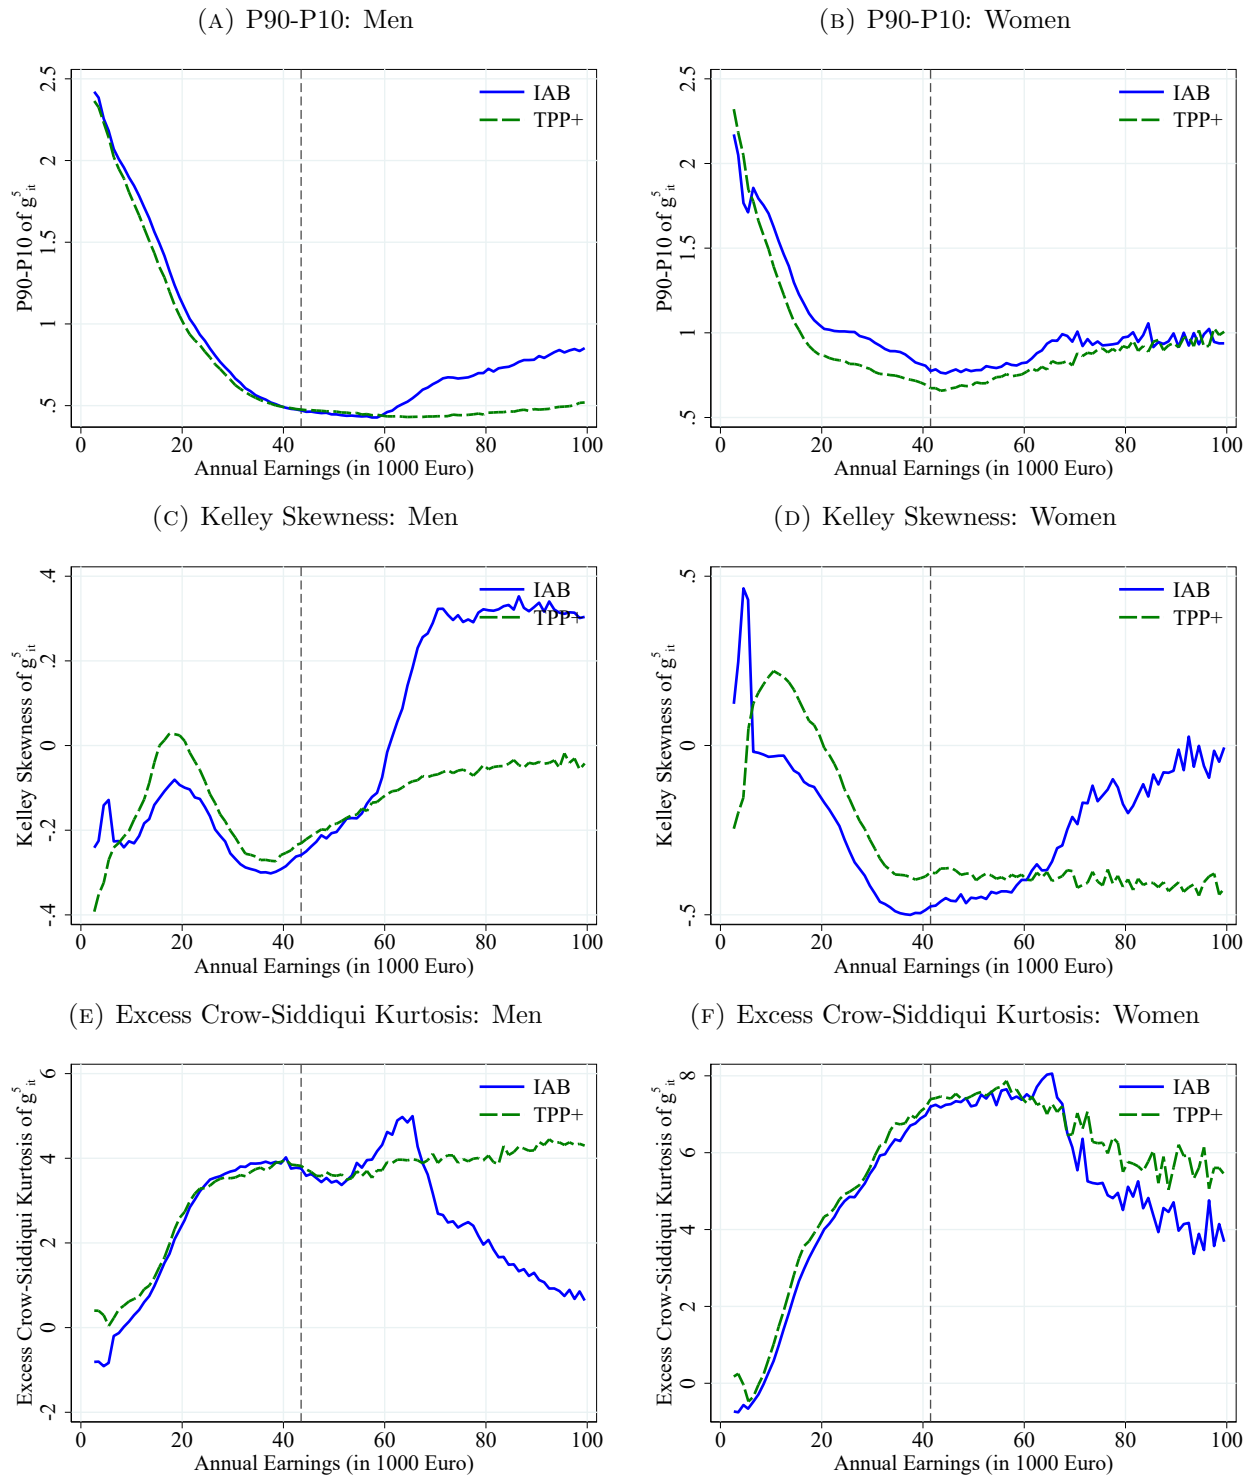 (A) P90-P10: Men
(B) P90-P10: Women
P90-P10 of g⁵ᵢₜ
2.5
2
1.5
1
.5
IAB
TPP+
0 20 40 60 80 100
Annual Earnings (in 1000 Euro)
P90-P10 of g⁵ᵢₜ
2.5
2
1.5
1
.5
IAB
TPP+
0 20 40 60 80 100
Annual Earnings (in 1000 Euro)
(C) Kelley Skewness: Men
(D) Kelley Skewness: Women
Kelley Skewness of g⁵ᵢₜ
.4
.2
0
-.2
-.4
IAB
TPP+
0 20 40 60 80 100
Annual Earnings (in 1000 Euro)
Kelley Skewness of g⁵ᵢₜ
.5
0
-.5
IAB
TPP+
0 20 40 60 80 100
Annual Earnings (in 1000 Euro)
(E) Excess Crow-Siddiqui Kurtosis: Men
(F) Excess Crow-Siddiqui Kurtosis: Women
Excess Crow-Siddiqui Kurtosis of g⁵ᵢₜ
6
4
2
0
-2
IAB
TPP+
0 20 40 60 80 100
Annual Earnings (in 1000 Euro)
Excess Crow-Siddiqui Kurtosis of g⁵ᵢₜ
8
6
4
2
0
IAB
TPP+
0 20 40 60 80 100
Annual Earnings (in 1000 Euro)